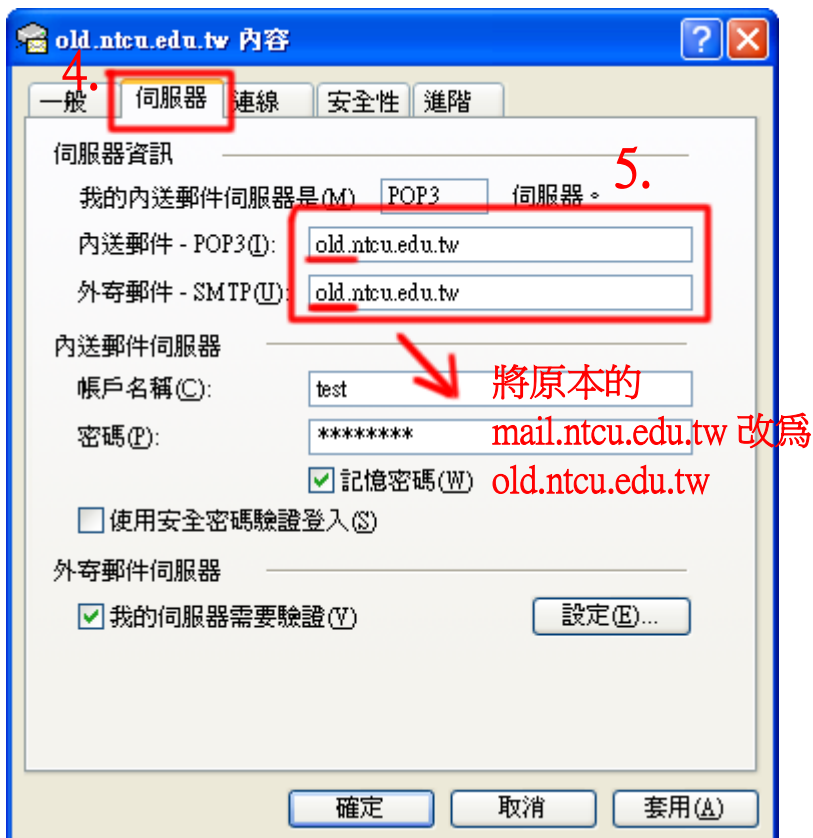 old.ntcu.edu.tw 內容
4.
一般 伺服器 連線 安全性 進階
伺服器資訊
5.
我的內送郵件伺服器是(M) POP3 伺服器。
內送郵件 - POP3(I): old.ntcu.edu.tw
外寄郵件 - SMTP(U): old.ntcu.edu.tw
內送郵件伺服器
帳戶名稱(C): test
將原本的
密碼(P): ********
mail.ntcu.edu.tw 改為
記憶密碼(W)
old.ntcu.edu.tw
使用安全密碼驗證登入(S)
外寄郵件伺服器
我的伺服器需要驗證(V) 設定(E)...
確定 取消 套用(A)